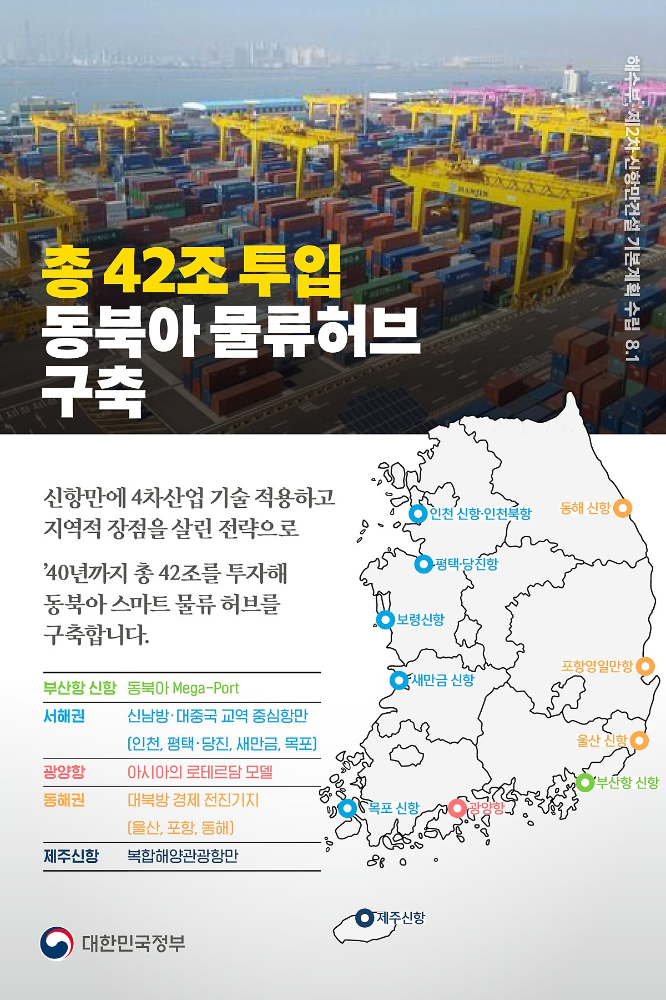 해수부, 제2차 신항만건설 기본계획 수립 8.1
HANJIN
총 42조 투입
동북아 물류허브
구축
신항만에 4차산업 기술 적용하고
지역적 장점을 살린 전략으로
’40년까지 총 42조를 투자해
동북아 스마트 물류 허브를
구축합니다.
부산항 신항 동북아 Mega-Port
서해권 신남방·대중국 교역 중심항만
(인천, 평택·당진, 새만금, 목포)
광양항 아시아의 로테르담 모델
동해권 대북방 경제 전진기지
(울산, 포항, 동해)
제주신항 복합해양관광항만
인천 신항·인천북항
동해 신항
평택·당진항
보령신항
포항영일만항
새만금 신항
울산 신항
부산항 신항
목포 신항
광양항
제주신항
대한민국정부